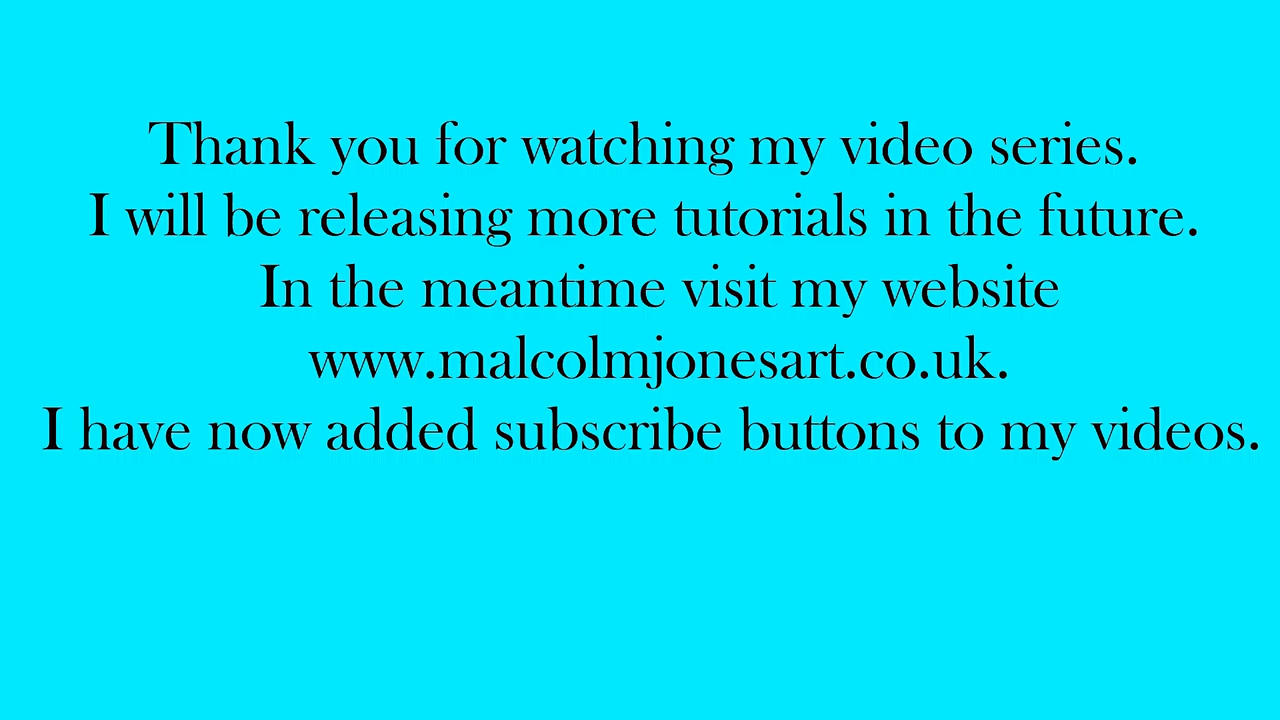 Thank you for watching my video series.
I will be releasing more tutorials in the future.
In the meantime visit my website
www.malcolmjonesart.co.uk.
I have now added subscribe buttons to my videos.